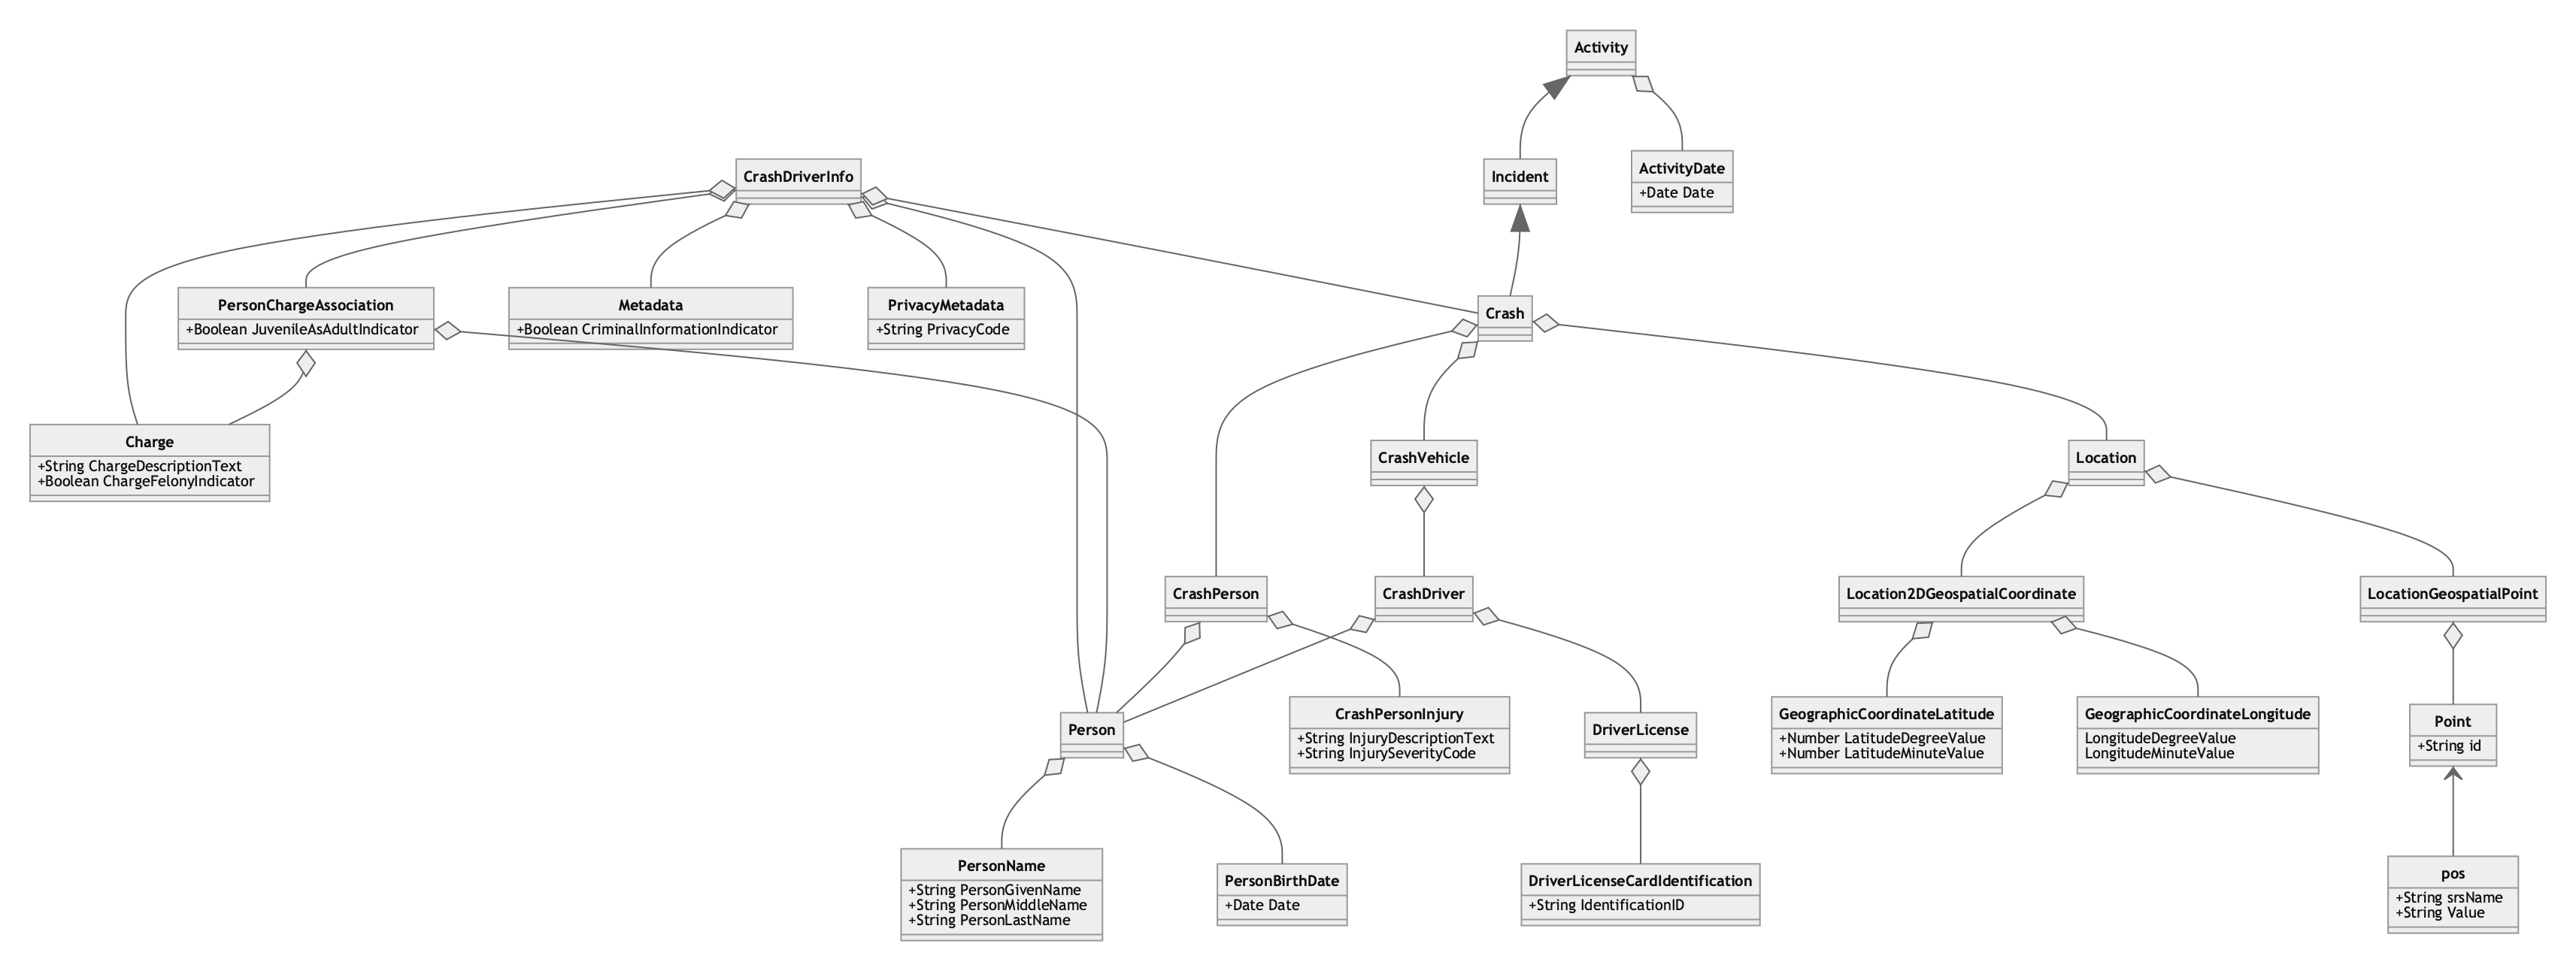 Activity
CrashDriverInfo
Incident
ActivityDate
+Date Date
PersonChargeAssociation
+Boolean JuvenileAsAdultIndicator
Metadata
+Boolean CriminalInformationIndicator
PrivacyMetadata
+String PrivacyCode
Crash
Charge
+String ChargeDescriptionText
+Boolean ChargeFelonyIndicator
CrashVehicle
Location
CrashPerson
CrashDriver
Location2DGeospatialCoordinate
LocationGeospatialPoint
Person
CrashPersonInjury
+String InjuryDescriptionText
+String InjurySeverityCode
DriverLicense
GeographicCoordinateLatitude
+Number LatitudeDegreeValue
+Number LatitudeMinuteValue
GeographicCoordinateLongitude
LongitudeDegreeValue
LongitudeMinuteValue
Point
+String id
PersonName
+String PersonGivenName
+String PersonMiddleName
+String PersonLastName
PersonBirthDate
+Date Date
DriverLicenseCardIdentification
+String IdentificationID
pos
+String srsName
+String Value